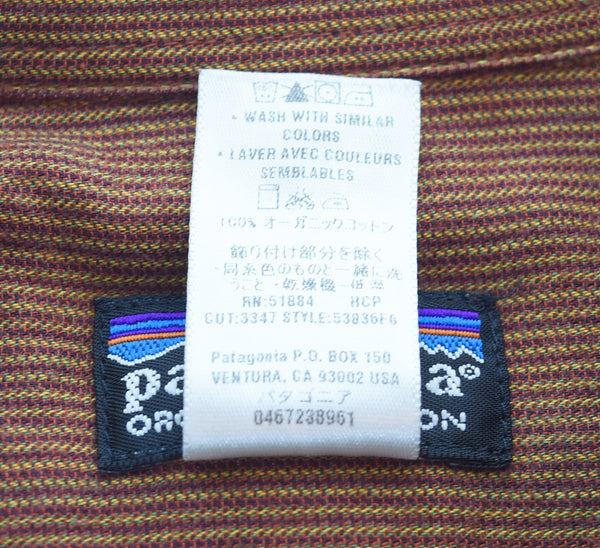 • WASH WITH SIMILAR
COLORS
• LAVER AVEC COULEURS
SEMBLABLES
100% オーガニックコットン
飾り付け部分を除く
・同系色のものと一緒に洗
うこと・乾燥機－低温
RN:51884 HCP
CUT:3347 STYLE:53836F6
Patagonia P.O. BOX 150
VENTURA, CA 93002 USA
パタゴニア
0467238961